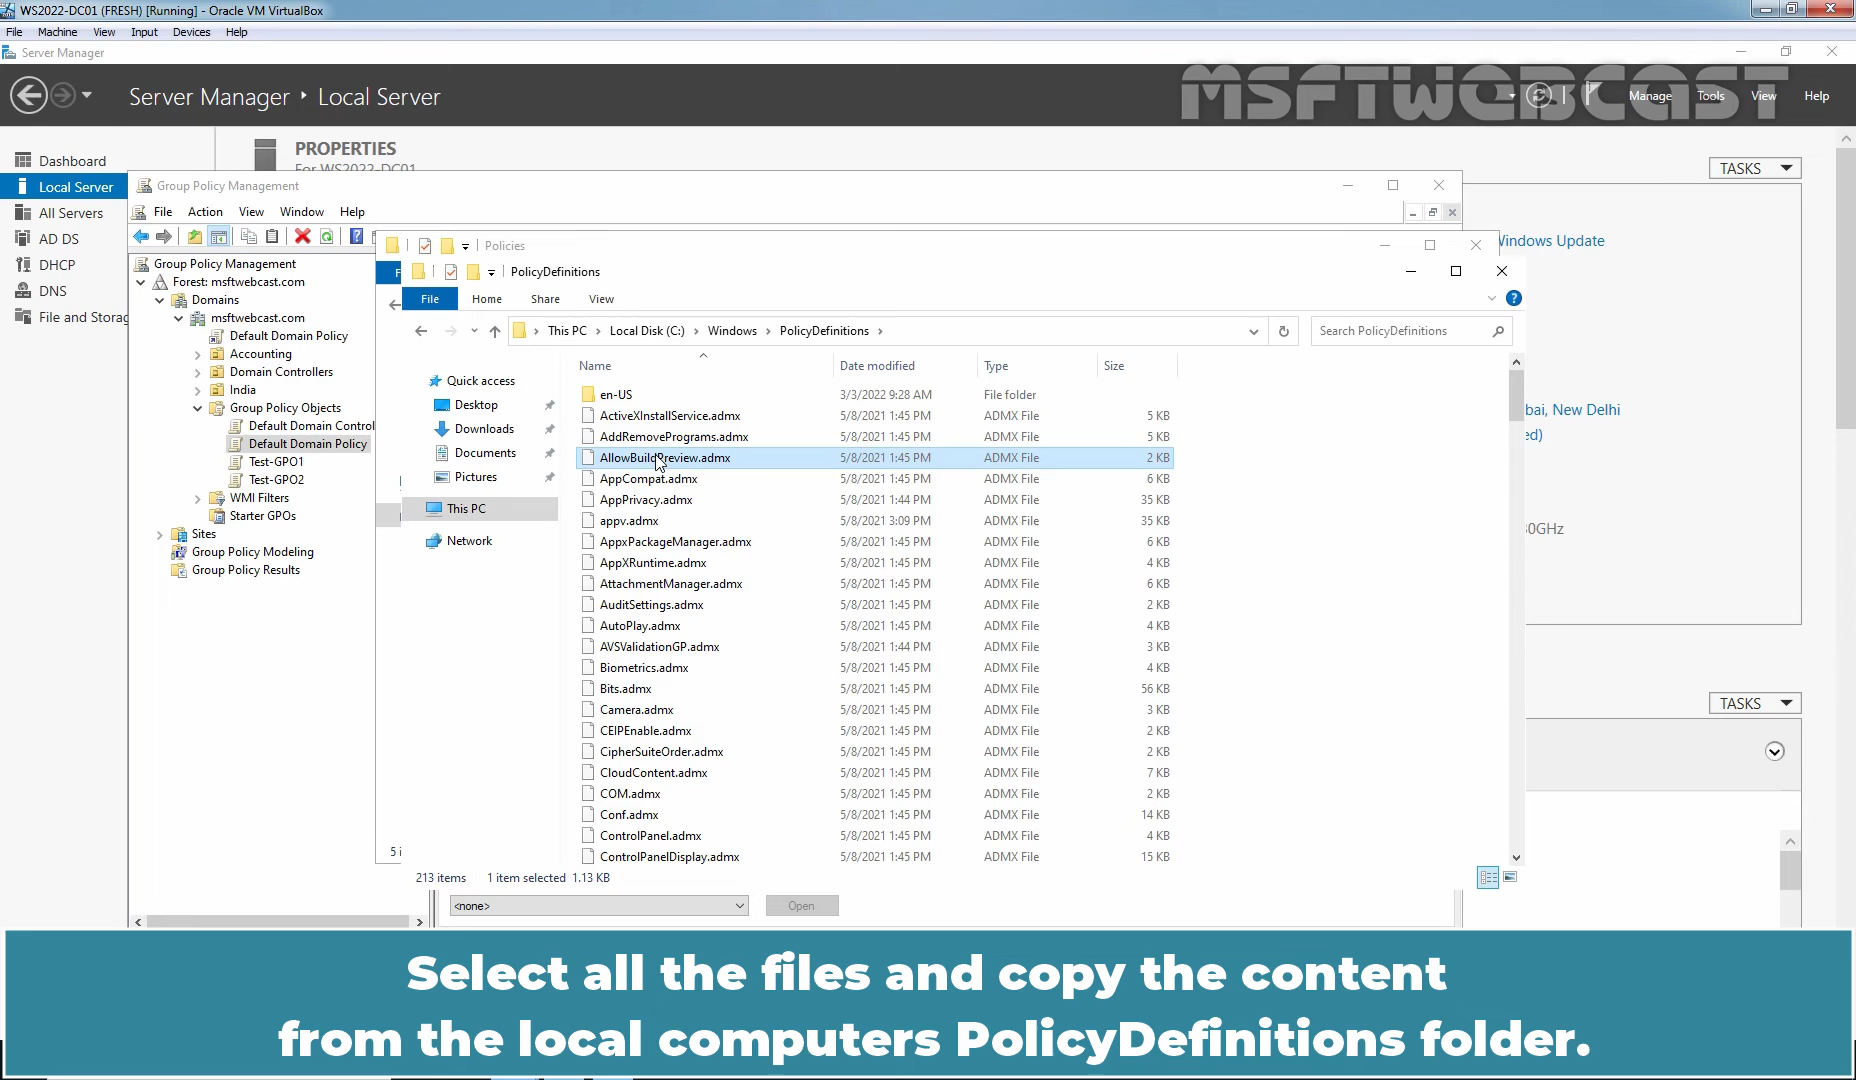 WS2022-DC01 (FRESH) [Running] - Oracle VM VirtualBox
File Machine View Input Devices Help
Server Manager
Server Manager ‣ Local Server
MSFTWEBCAST
Manage Tools View Help
Dashboard
Local Server
All Servers
AD DS
DHCP
DNS
File and Storag
PROPERTIES
For WS2022-DC01
TASKS
Windows Update
bai, New Delhi
ed)
80GHz
TASKS
Group Policy Management
File Action View Window Help
Group Policy Management
Forest: msftwebcast.com
Domains
msftwebcast.com
Default Domain Policy
Accounting
Domain Controllers
India
Group Policy Objects
Default Domain Control
Default Domain Policy
Test-GPO1
Test-GPO2
WMI Filters
Starter GPOs
Sites
Group Policy Modeling
Group Policy Results
Policies
F
5 i
PolicyDefinitions
File Home Share View
This PC > Local Disk (C:) > Windows > PolicyDefinitions >
Search PolicyDefinitions
Quick access
Desktop
Downloads
Documents
Pictures
This PC
Network
Name Date modified Type Size
en-US 3/3/2022 9:28 AM File folder
ActiveXInstallService.admx 5/8/2021 1:45 PM ADMX File 5 KB
AddRemovePrograms.admx 5/8/2021 1:45 PM ADMX File 5 KB
AllowBuildPreview.admx 5/8/2021 1:45 PM ADMX File 2 KB
AppCompat.admx 5/8/2021 1:45 PM ADMX File 6 KB
AppPrivacy.admx 5/8/2021 1:44 PM ADMX File 35 KB
appv.admx 5/8/2021 3:09 PM ADMX File 35 KB
AppxPackageManager.admx 5/8/2021 1:45 PM ADMX File 6 KB
AppXRuntime.admx 5/8/2021 1:45 PM ADMX File 4 KB
AttachmentManager.admx 5/8/2021 1:45 PM ADMX File 6 KB
AuditSettings.admx 5/8/2021 1:45 PM ADMX File 2 KB
AutoPlay.admx 5/8/2021 1:45 PM ADMX File 4 KB
AVSValidationGP.admx 5/8/2021 1:44 PM ADMX File 3 KB
Biometrics.admx 5/8/2021 1:45 PM ADMX File 4 KB
Bits.admx 5/8/2021 1:45 PM ADMX File 56 KB
Camera.admx 5/8/2021 1:45 PM ADMX File 3 KB
CEIPEnable.admx 5/8/2021 1:45 PM ADMX File 2 KB
CipherSuiteOrder.admx 5/8/2021 1:45 PM ADMX File 2 KB
CloudContent.admx 5/8/2021 1:45 PM ADMX File 7 KB
COM.admx 5/8/2021 1:45 PM ADMX File 2 KB
Conf.admx 5/8/2021 1:45 PM ADMX File 14 KB
ControlPanel.admx 5/8/2021 1:45 PM ADMX File 4 KB
ControlPanelDisplay.admx 5/8/2021 1:45 PM ADMX File 15 KB
213 items 1 item selected 1.13 KB
<none> Open
Select all the files and copy the content
from the local computers PolicyDefinitions folder.